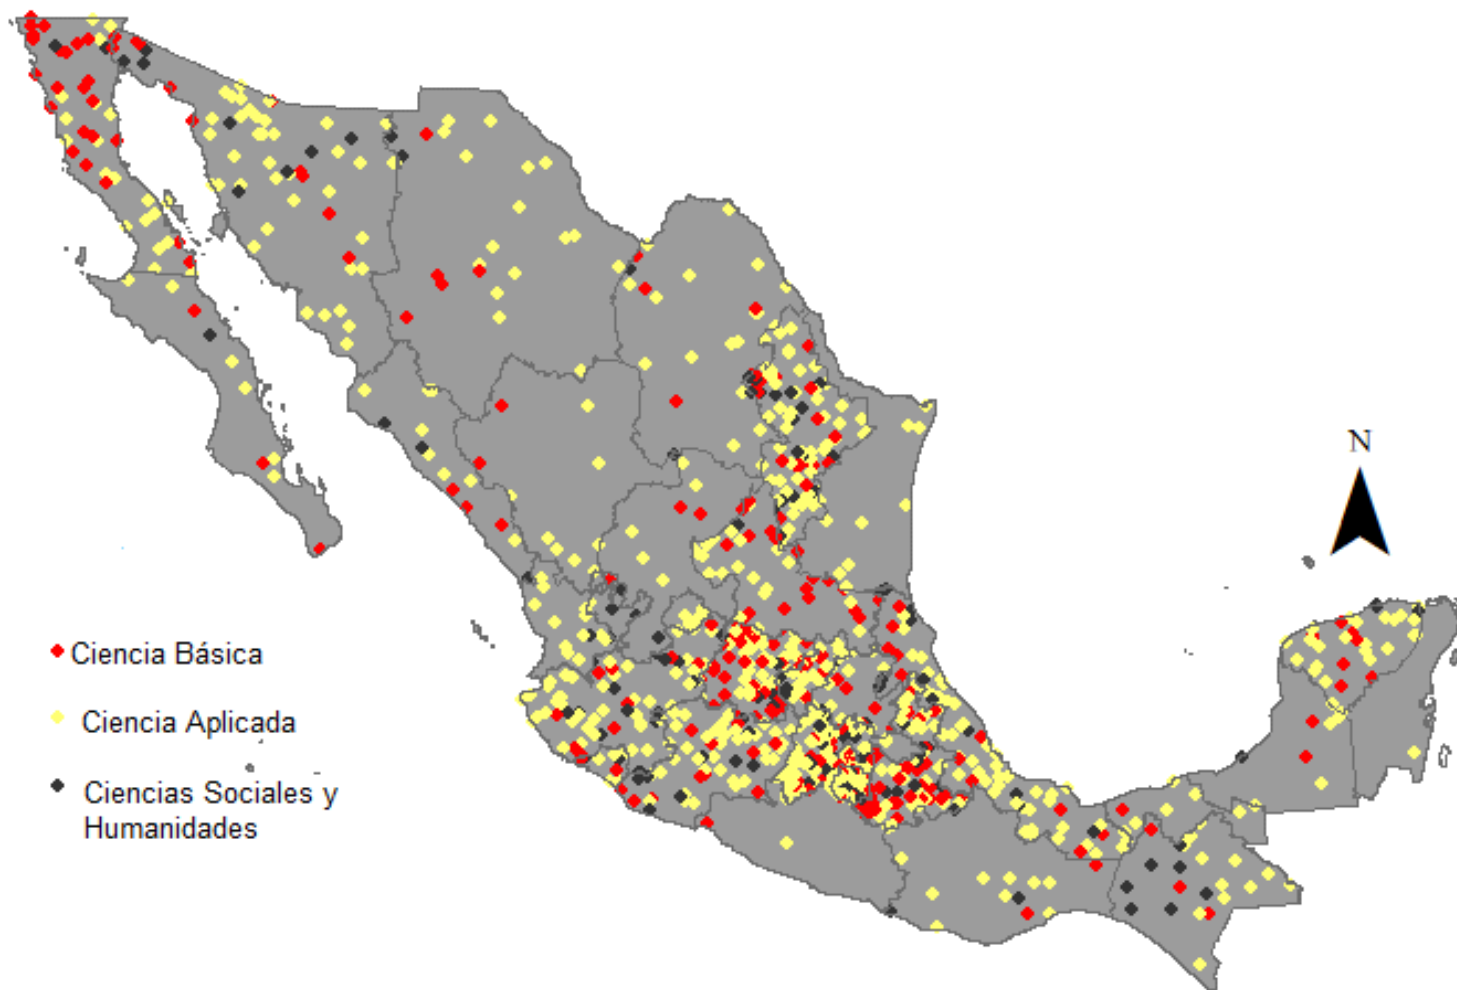 N
Ciencia Básica
Ciencia Aplicada
Ciencias Sociales y
Humanidades